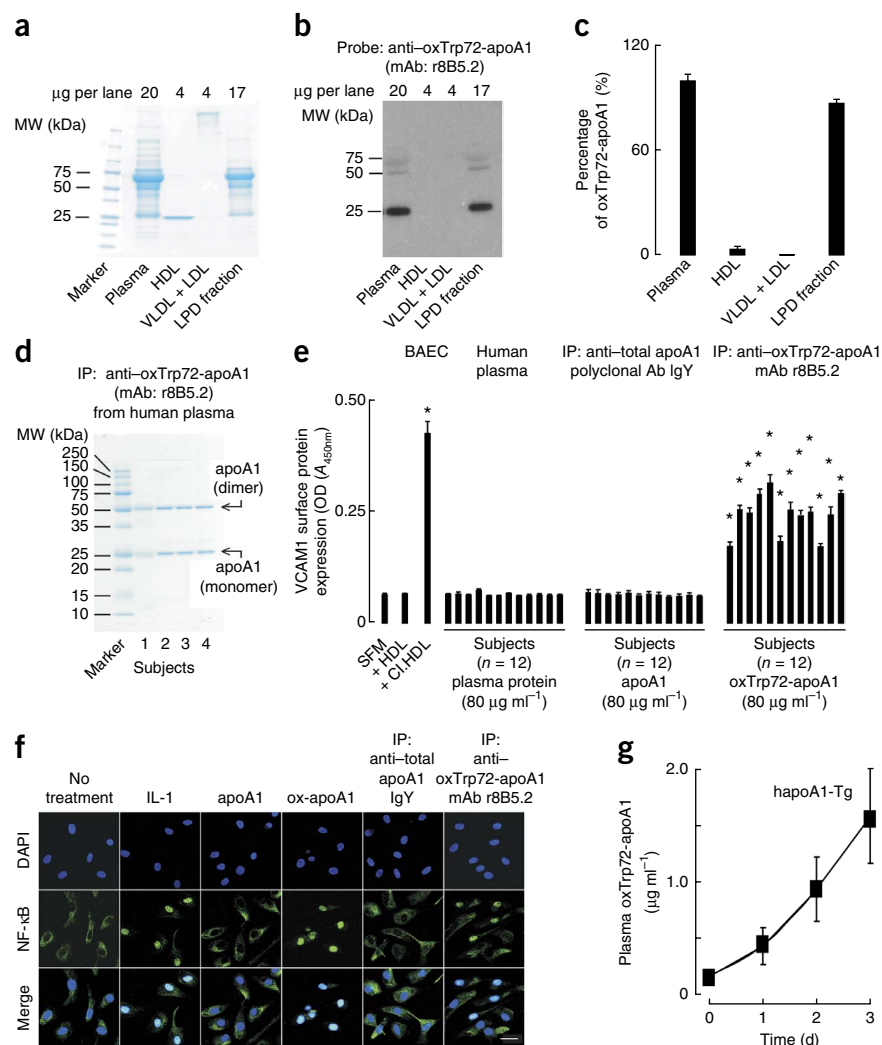 a
μg per lane 20 4 4 17
MW (kDa)
75
50
25
Marker
Plasma
HDL
VLDL + LDL
LPD fraction
b
Probe: anti–oxTrp72-apoA1
(mAb: r8B5.2)
μg per lane
20 4 4 17
MW (kDa)
75
50
25
Plasma
HDL
VLDL + LDL
LPD fraction
c
Percentage
of oxTrp72-apoA1 (%)
120
60
0
Plasma
HDL
VLDL + LDL
LPD fraction
d
IP: anti–oxTrp72-apoA1
(mAb: r8B5.2)
from human plasma
MW (kDa)
250
150
100
75
50
35
25
20
15
10
apoA1
(dimer)
apoA1
(monomer)
Marker
1 2 3 4
Subjects
e
BAEC
Human
plasma
IP: anti–total apoA1
polyclonal Ab IgY
IP: anti–oxTrp72-apoA1
mAb r8B5.2
VCAM1 surface protein
expression (OD (A450nm)
0.50
0.25
0
*
* * * * * * * * * * * *
SFM
+ HDL
+ Cl.HDL
Subjects
(n = 12)
plasma protein
(80 μg ml⁻¹)
Subjects
(n = 12)
apoA1
(80 μg ml⁻¹)
Subjects
(n = 12)
oxTrp72-apoA1
(80 μg ml⁻¹)
f
No
treatment
IL-1
apoA1
ox-apoA1
IP:
anti–total
apoA1
IgY
IP:
anti–
oxTrp72-apoA1
mAb r8B5.2
DAPI
NF-κB
Merge
g
hapoA1-Tg
Plasma oxTrp72-apoA1
(μg ml⁻¹)
2.0
1.0
0
0 1 2 3
Time (d)